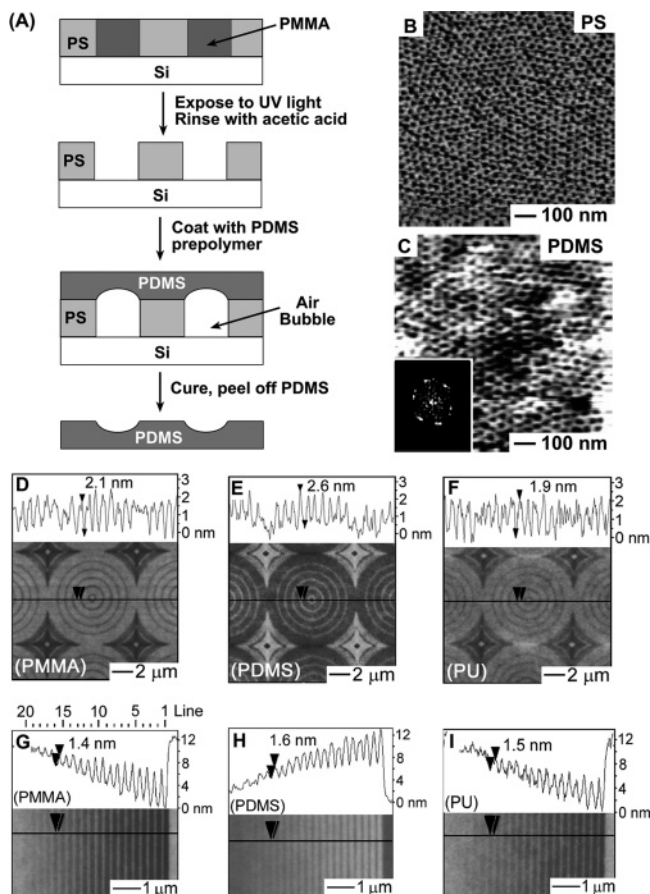 (A)
PS
PMMA
Si
Expose to UV light
Rinse with acetic acid
PS
Si
Coat with PDMS
prepolymer
PDMS
PS
Air
Bubble
Si
Cure, peel off PDMS
PDMS
B
PS
100 nm
C
PDMS
100 nm
D
2.1 nm
3
2
1
0 nm
(PMMA)
2 μm
E
2.6 nm
3
2
1
0 nm
(PDMS)
2 μm
F
1.9 nm
3
2
1
0 nm
(PU)
2 μm
20 15 10 5 1 Line
G
1.4 nm
12
8
4
0 nm
(PMMA)
1 μm
H
1.6 nm
12
8
4
0 nm
(PDMS)
1 μm
I
1.5 nm
12
8
4
0 nm
(PU)
1 μm